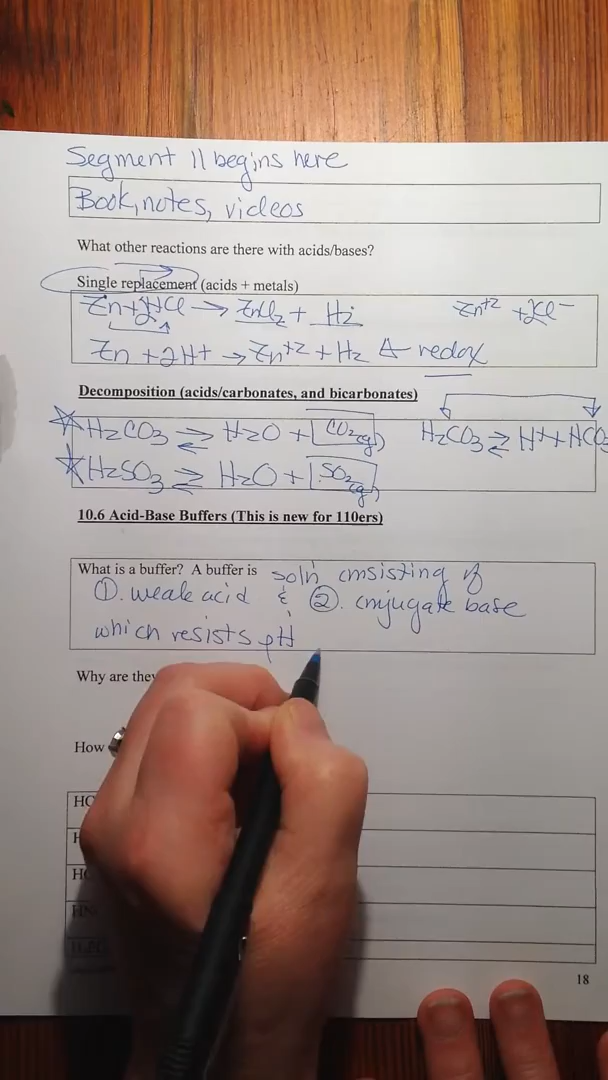 Segment 11 begins here
Book, notes, videos
What other reactions are there with acids/bases?
Single replacement (acids + metals)
Zn + 2HCl → ZnCl2 + H2 Zn+2 + 2Cl-
Zn + 2H+ → Zn+2 + H2 ← redox
Decomposition (acids/carbonates, and bicarbonates)
H2CO3 ⇌ H2O + CO2(g) H2CO3 ⇌ H+ + HCO3
H2SO3 ⇌ H2O + SO2(g)
10.6 Acid-Base Buffers (This is new for 110ers)
What is a buffer? A buffer is soln consisting of
①. weak acid & ②. conjugate base
which resists pH
Why are they
How
HC
18